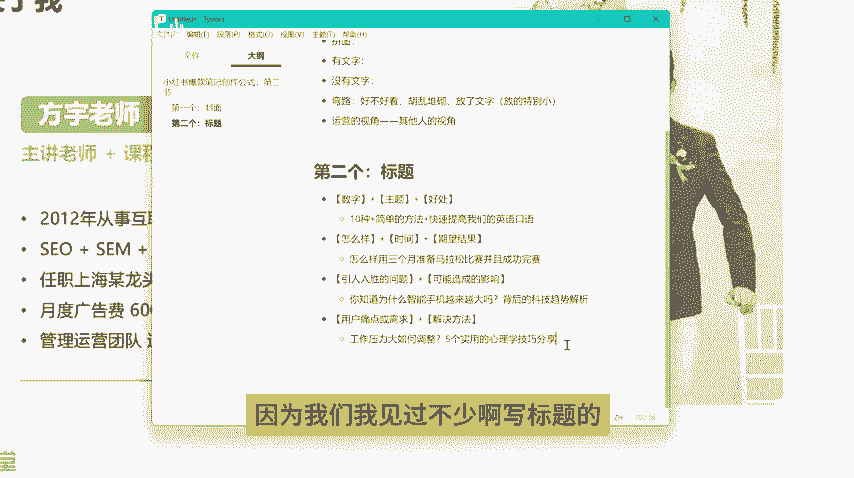 方宇老师
主讲老师 + 课程
• 2012年从事互联
• SEO + SEM +
• 任职上海某龙头
• 月度广告费 600
• 管理运营团队
Typora
编辑(E) 段落(P) 格式(O) 视图(V) 主题(T) 帮助(H)
文件 大纲
小红书爆款笔记创作公式：第二节
第一个：封面
第二个：标题
• 拼图：
• 有文字：
• 没有文字：
• 弯路：好不好看、胡乱堆砌、放了文字（放的特别小）
• 运营的视角——其他人的视角
第二个：标题
• 【数字】+【主题】+【好处】
○ 10种+简单的方法+快速提高我们的英语口语
• 【怎么样】+【时间】+【期望结果】
○ 怎么样用三个月准备马拉松比赛并且成功完赛
• 【引人入胜的问题】+【可能造成的影响】
○ 你知道为什么智能手机越来越大吗？背后的科技趋势解析
• 【用户痛点或需求】+【解决方法】
○ 工作压力大如何调整？5个实用的心理学技巧分享
因为我们我见过不少啊写标题的